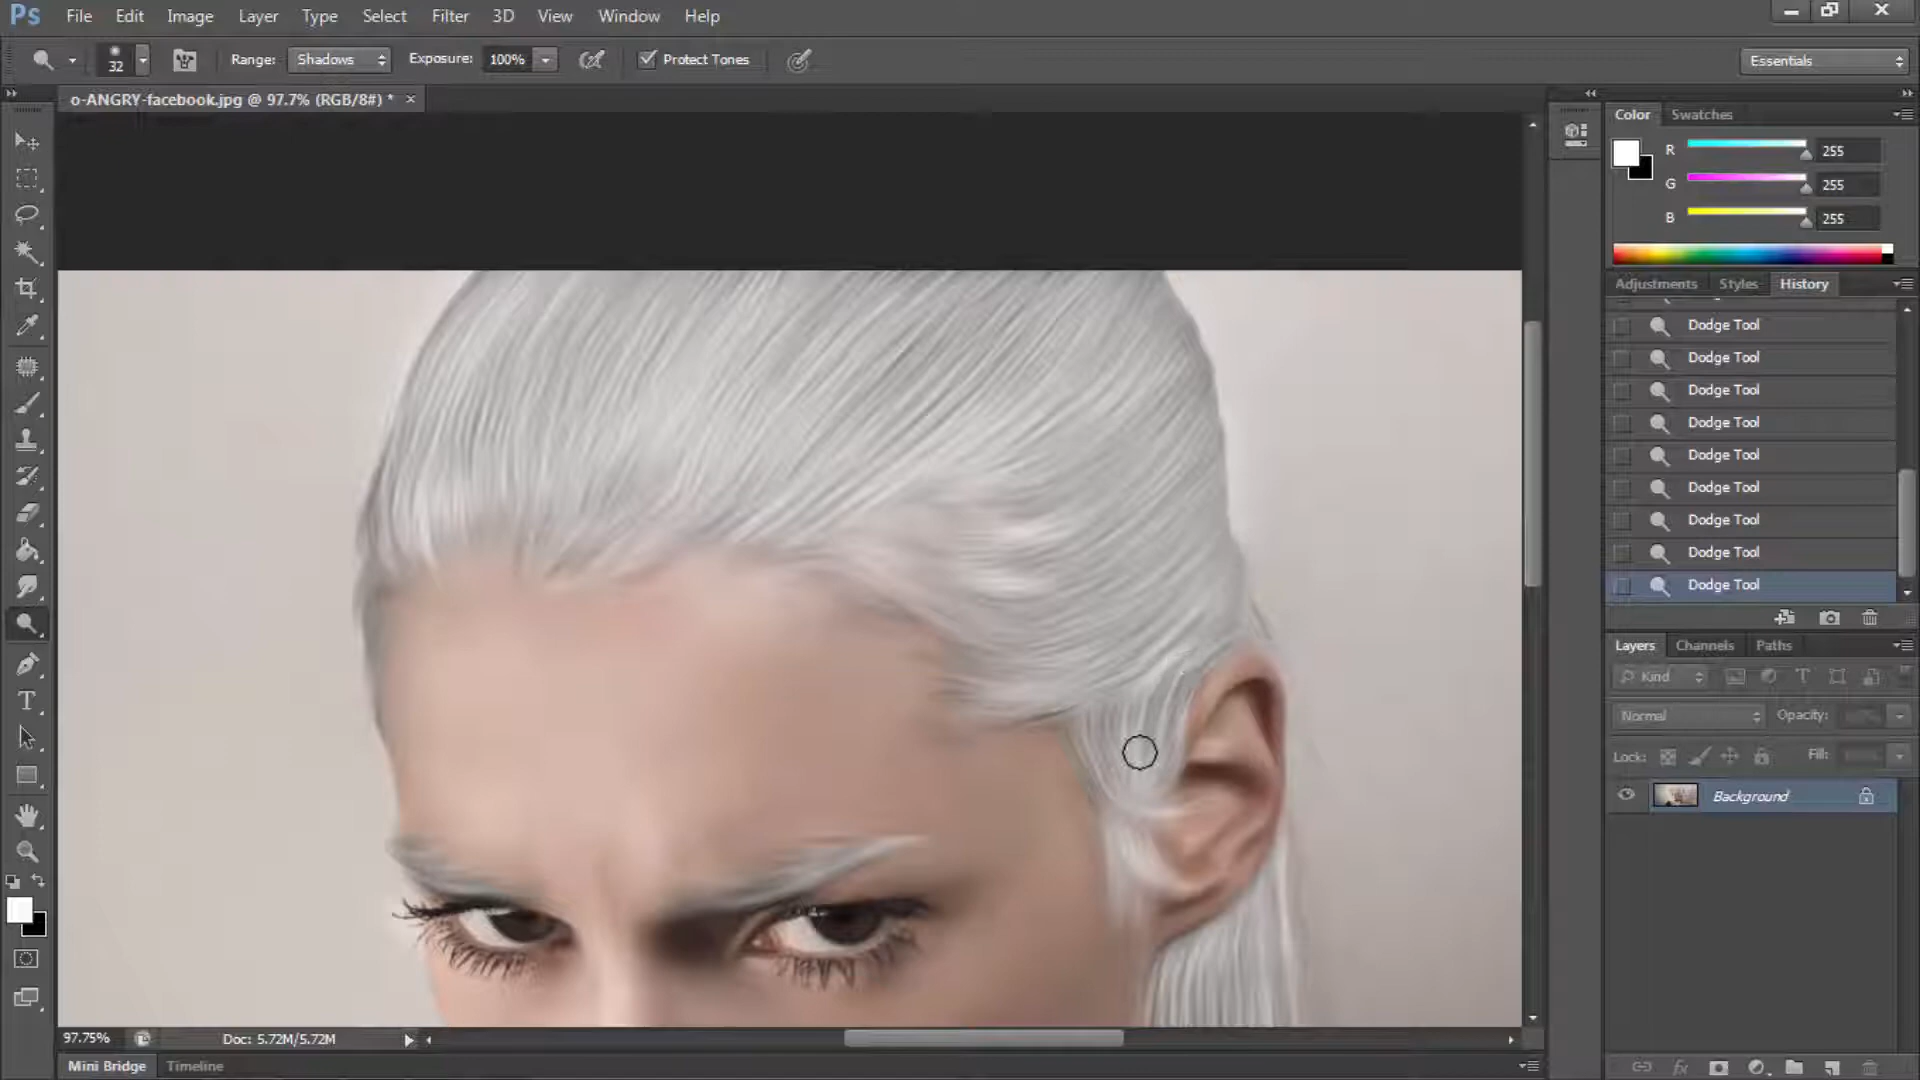 Ps File Edit Image Layer Type Select Filter 3D View Window Help
32 Range: Shadows Exposure: 100% Protect Tones Essentials
o-ANGRY-facebook.jpg @ 97.7% (RGB/8#) * ×
Color Swatches
R 255
G 255
B 255
Adjustments Styles History
Dodge Tool
Dodge Tool
Dodge Tool
Dodge Tool
Dodge Tool
Dodge Tool
Dodge Tool
Dodge Tool
Dodge Tool
Layers Channels Paths
Kind
Normal Opacity:
Lock: Fill:
Background
97.75% Doc: 5.72M/5.72M
Mini Bridge Timeline